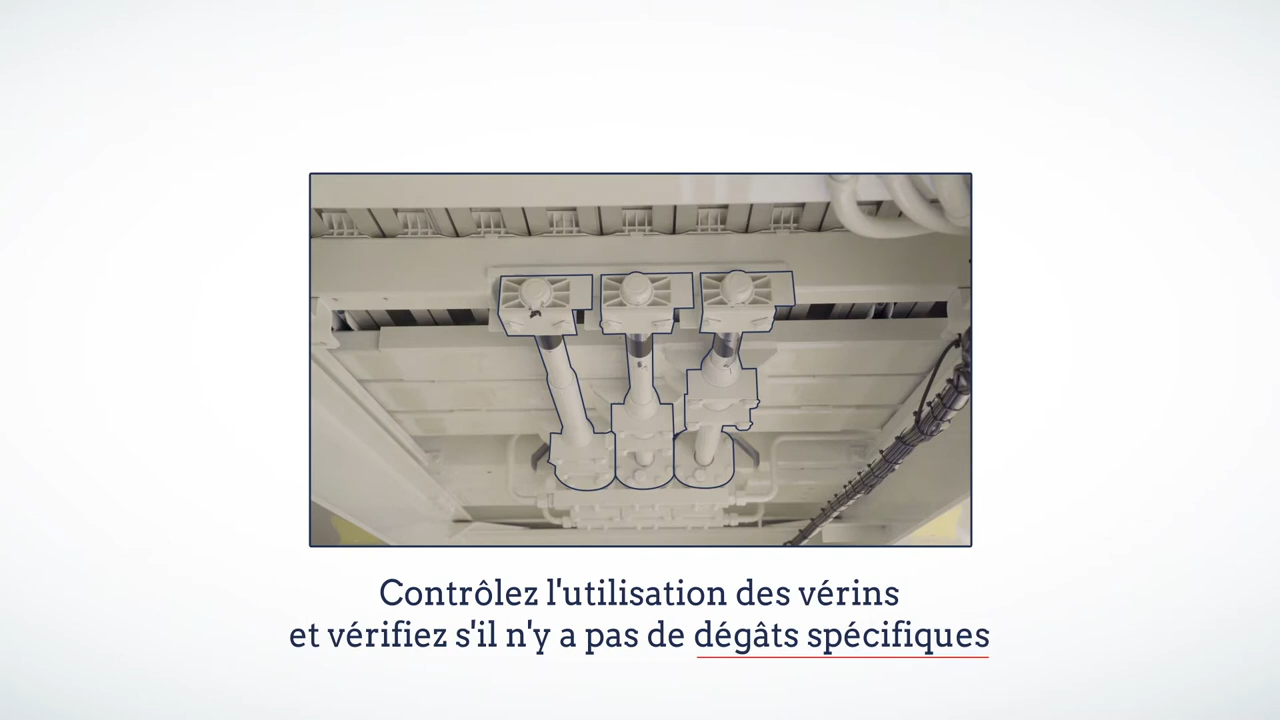 Contrôlez l'utilisation des vérins
et vérifiez s'il n'y a pas de dégâts spécifiques